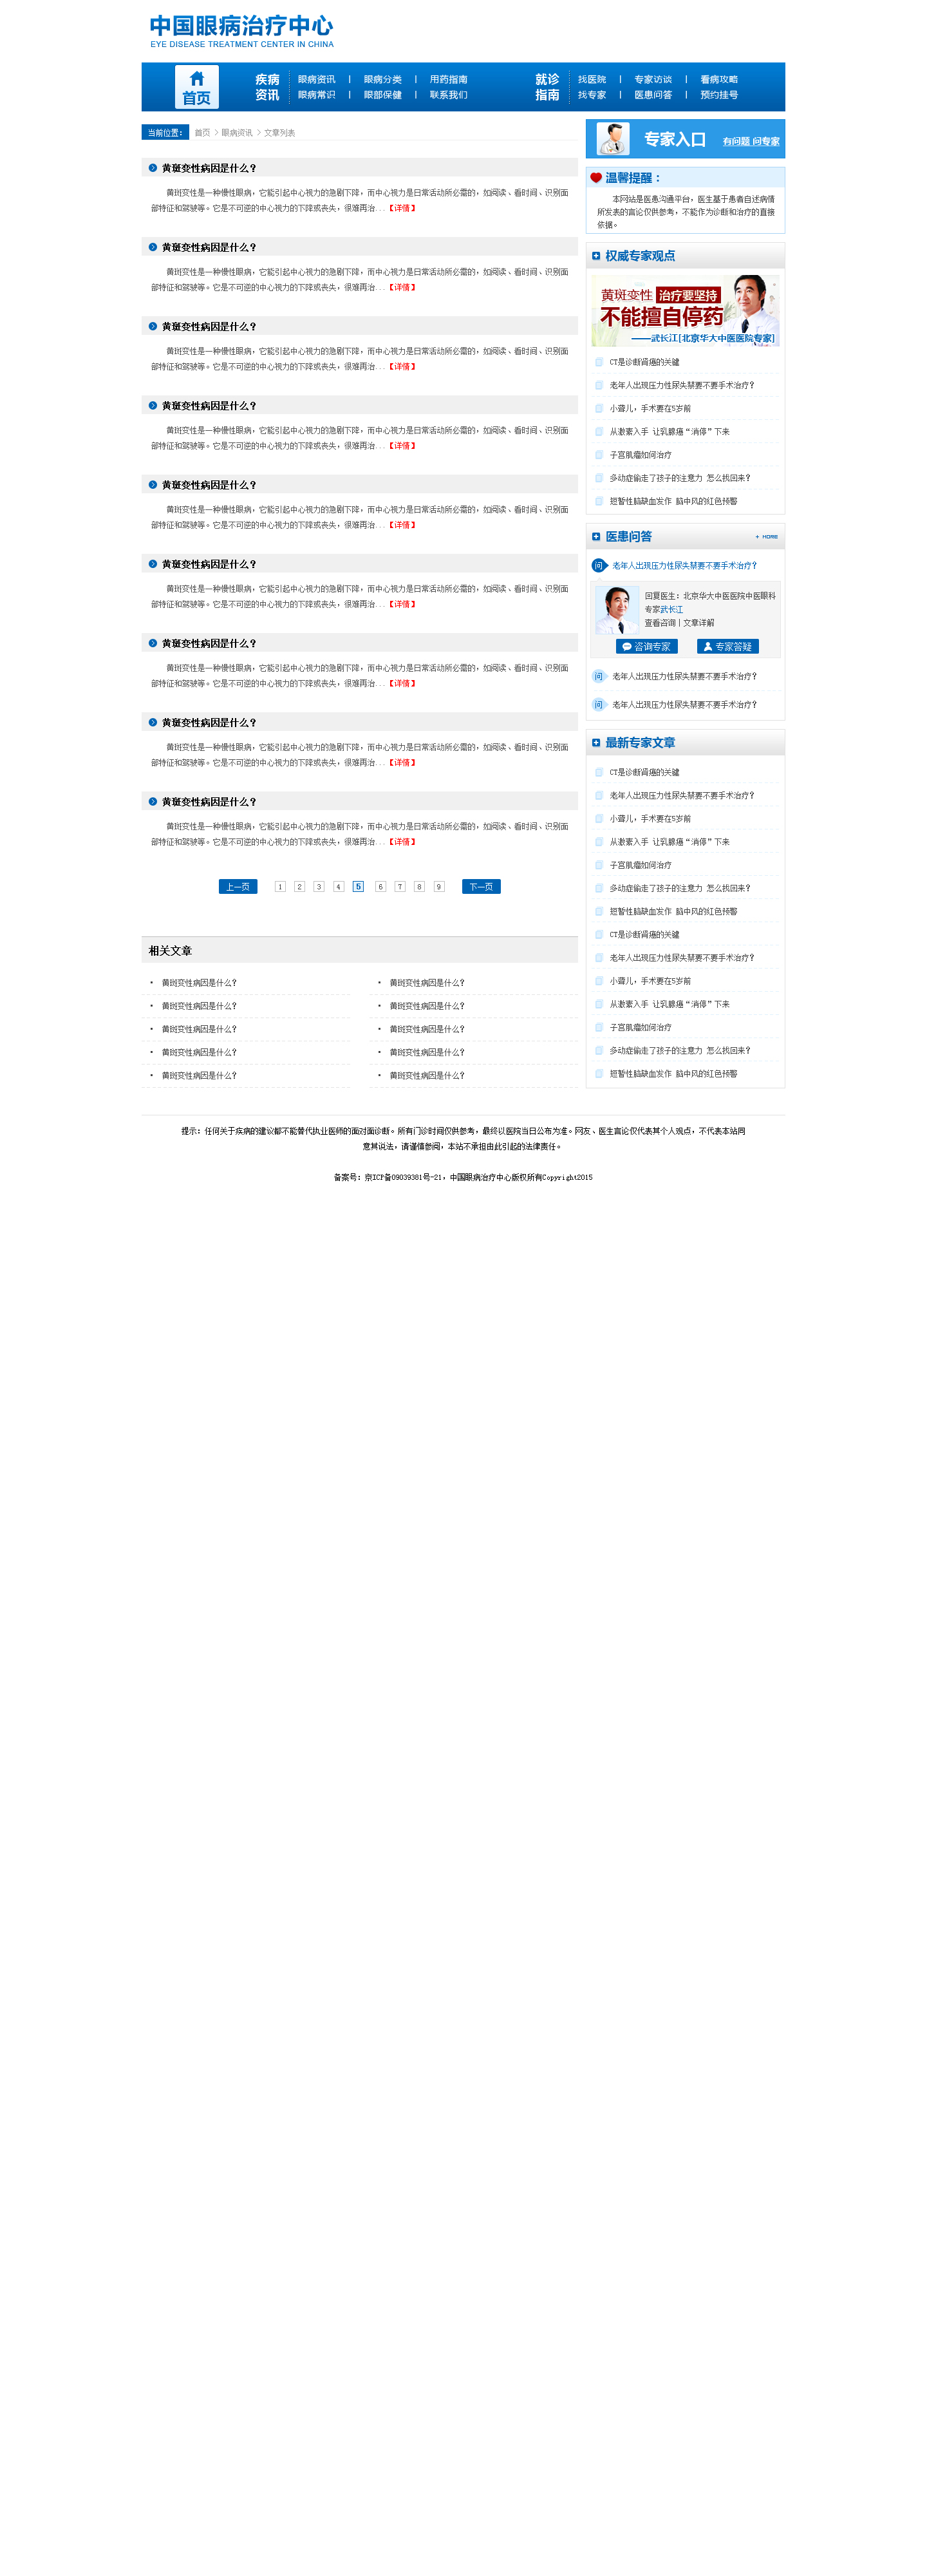 中国眼病治疗中心
EYE DISEASE TREATMENT CENTER IN CHINA
首页
疾病 眼病资讯 | 眼病分类 | 用药指南
资讯 眼病常识 | 眼部保健 | 联系我们
就诊 找医院 | 专家访谈 | 看病攻略
指南 找专家 | 医患问答 | 预约挂号
当前位置： 首页 > 眼病资讯 > 文章列表
黄斑变性病因是什么？
黄斑变性是一种慢性眼病，它能引起中心视力的急剧下降，而中心视力是日常活动所必需的，如阅读、看时间、识别面
部特征和驾驶等。它是不可逆的中心视力的下降或丧失，很难再治...【详情】
黄斑变性病因是什么？
黄斑变性是一种慢性眼病，它能引起中心视力的急剧下降，而中心视力是日常活动所必需的，如阅读、看时间、识别面
部特征和驾驶等。它是不可逆的中心视力的下降或丧失，很难再治...【详情】
黄斑变性病因是什么？
黄斑变性是一种慢性眼病，它能引起中心视力的急剧下降，而中心视力是日常活动所必需的，如阅读、看时间、识别面
部特征和驾驶等。它是不可逆的中心视力的下降或丧失，很难再治...【详情】
黄斑变性病因是什么？
黄斑变性是一种慢性眼病，它能引起中心视力的急剧下降，而中心视力是日常活动所必需的，如阅读、看时间、识别面
部特征和驾驶等。它是不可逆的中心视力的下降或丧失，很难再治...【详情】
黄斑变性病因是什么？
黄斑变性是一种慢性眼病，它能引起中心视力的急剧下降，而中心视力是日常活动所必需的，如阅读、看时间、识别面
部特征和驾驶等。它是不可逆的中心视力的下降或丧失，很难再治...【详情】
黄斑变性病因是什么？
黄斑变性是一种慢性眼病，它能引起中心视力的急剧下降，而中心视力是日常活动所必需的，如阅读、看时间、识别面
部特征和驾驶等。它是不可逆的中心视力的下降或丧失，很难再治...【详情】
黄斑变性病因是什么？
黄斑变性是一种慢性眼病，它能引起中心视力的急剧下降，而中心视力是日常活动所必需的，如阅读、看时间、识别面
部特征和驾驶等。它是不可逆的中心视力的下降或丧失，很难再治...【详情】
黄斑变性病因是什么？
黄斑变性是一种慢性眼病，它能引起中心视力的急剧下降，而中心视力是日常活动所必需的，如阅读、看时间、识别面
部特征和驾驶等。它是不可逆的中心视力的下降或丧失，很难再治...【详情】
黄斑变性病因是什么？
黄斑变性是一种慢性眼病，它能引起中心视力的急剧下降，而中心视力是日常活动所必需的，如阅读、看时间、识别面
部特征和驾驶等。它是不可逆的中心视力的下降或丧失，很难再治...【详情】
上一页 1 2 3 4 5 6 7 8 9 下一页
相关文章
黄斑变性病因是什么？ 黄斑变性病因是什么？
黄斑变性病因是什么？ 黄斑变性病因是什么？
黄斑变性病因是什么？ 黄斑变性病因是什么？
黄斑变性病因是什么？ 黄斑变性病因是什么？
黄斑变性病因是什么？ 黄斑变性病因是什么？
专家入口 有问题 问专家
温馨提醒：
本网站是医患沟通平台，医生基于患者自述病情
所发表的言论仅供参考，不能作为诊断和治疗的直接
依据。
权威专家观点
黄斑变性 治疗要坚持
不能擅自停药
——武长江[北京华大中医医院专家]
CT是诊断肾癌的关键
老年人出现压力性尿失禁要不要手术治疗？
小聋儿，手术要在5岁前
从激素入手 让乳腺癌“消停”下来
子宫肌瘤如何治疗
多动症偷走了孩子的注意力 怎么找回来？
短暂性脑缺血发作 脑中风的红色预警
医患问答 + HOME
问 老年人出现压力性尿失禁要不要手术治疗？
回复医生：北京华大中医医院中医眼科
专家武长江
查看咨询｜文章详解
咨询专家 专家答疑
问 老年人出现压力性尿失禁要不要手术治疗？
问 老年人出现压力性尿失禁要不要手术治疗？
最新专家文章
CT是诊断肾癌的关键
老年人出现压力性尿失禁要不要手术治疗？
小聋儿，手术要在5岁前
从激素入手 让乳腺癌“消停”下来
子宫肌瘤如何治疗
多动症偷走了孩子的注意力 怎么找回来？
短暂性脑缺血发作 脑中风的红色预警
CT是诊断肾癌的关键
老年人出现压力性尿失禁要不要手术治疗？
小聋儿，手术要在5岁前
从激素入手 让乳腺癌“消停”下来
子宫肌瘤如何治疗
多动症偷走了孩子的注意力 怎么找回来？
短暂性脑缺血发作 脑中风的红色预警
提示：任何关于疾病的建议都不能替代执业医师的面对面诊断。所有门诊时间仅供参考，最终以医院当日公布为准。网友、医生言论仅代表其个人观点，不代表本站同
意其说法，请谨慎参阅，本站不承担由此引起的法律责任。
备案号：京ICP备09039381号-21，中国眼病治疗中心版权所有Copyright2015